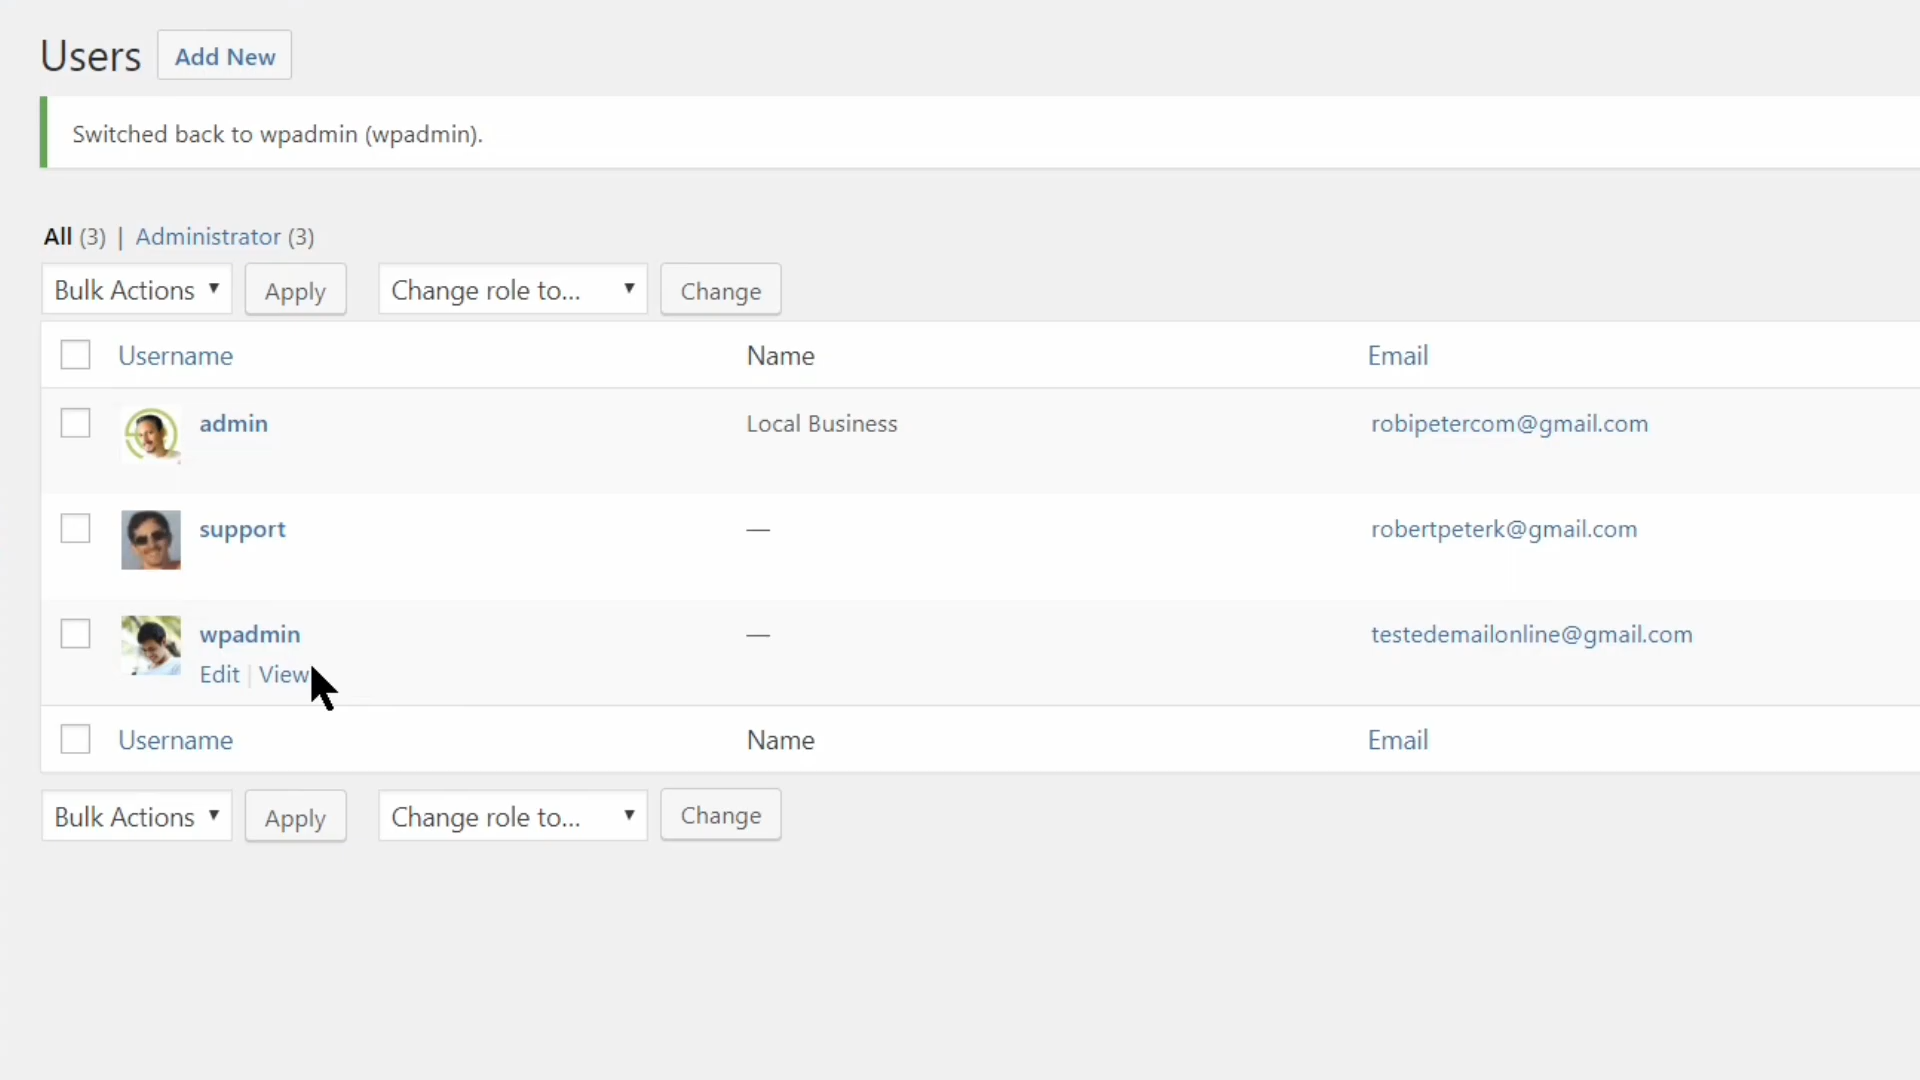 Users Add New
Switched back to wpadmin (wpadmin).
All (3) | Administrator (3)
Bulk Actions Apply Change role to... Change
Username Name Email
admin Local Business robipetercom@gmail.com
support — robertpeterk@gmail.com
wpadmin — testedemailonline@gmail.com
Edit | View
Username Name Email
Bulk Actions Apply Change role to... Change